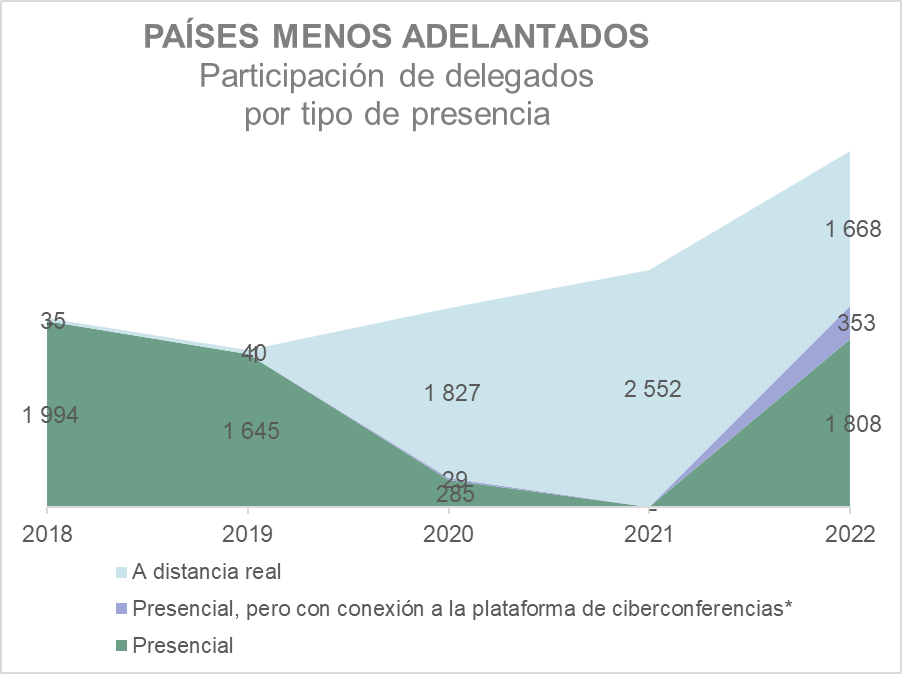 PAÍSES MENOS ADELANTADOS
Participación de delegados
por tipo de presencia
1 668
35
353
40
1 827
2 552
1 994
1 645
1 808
29
285
-
2018 2019 2020 2021 2022
A distancia real
Presencial, pero con conexión a la plataforma de ciberconferencias*
Presencial